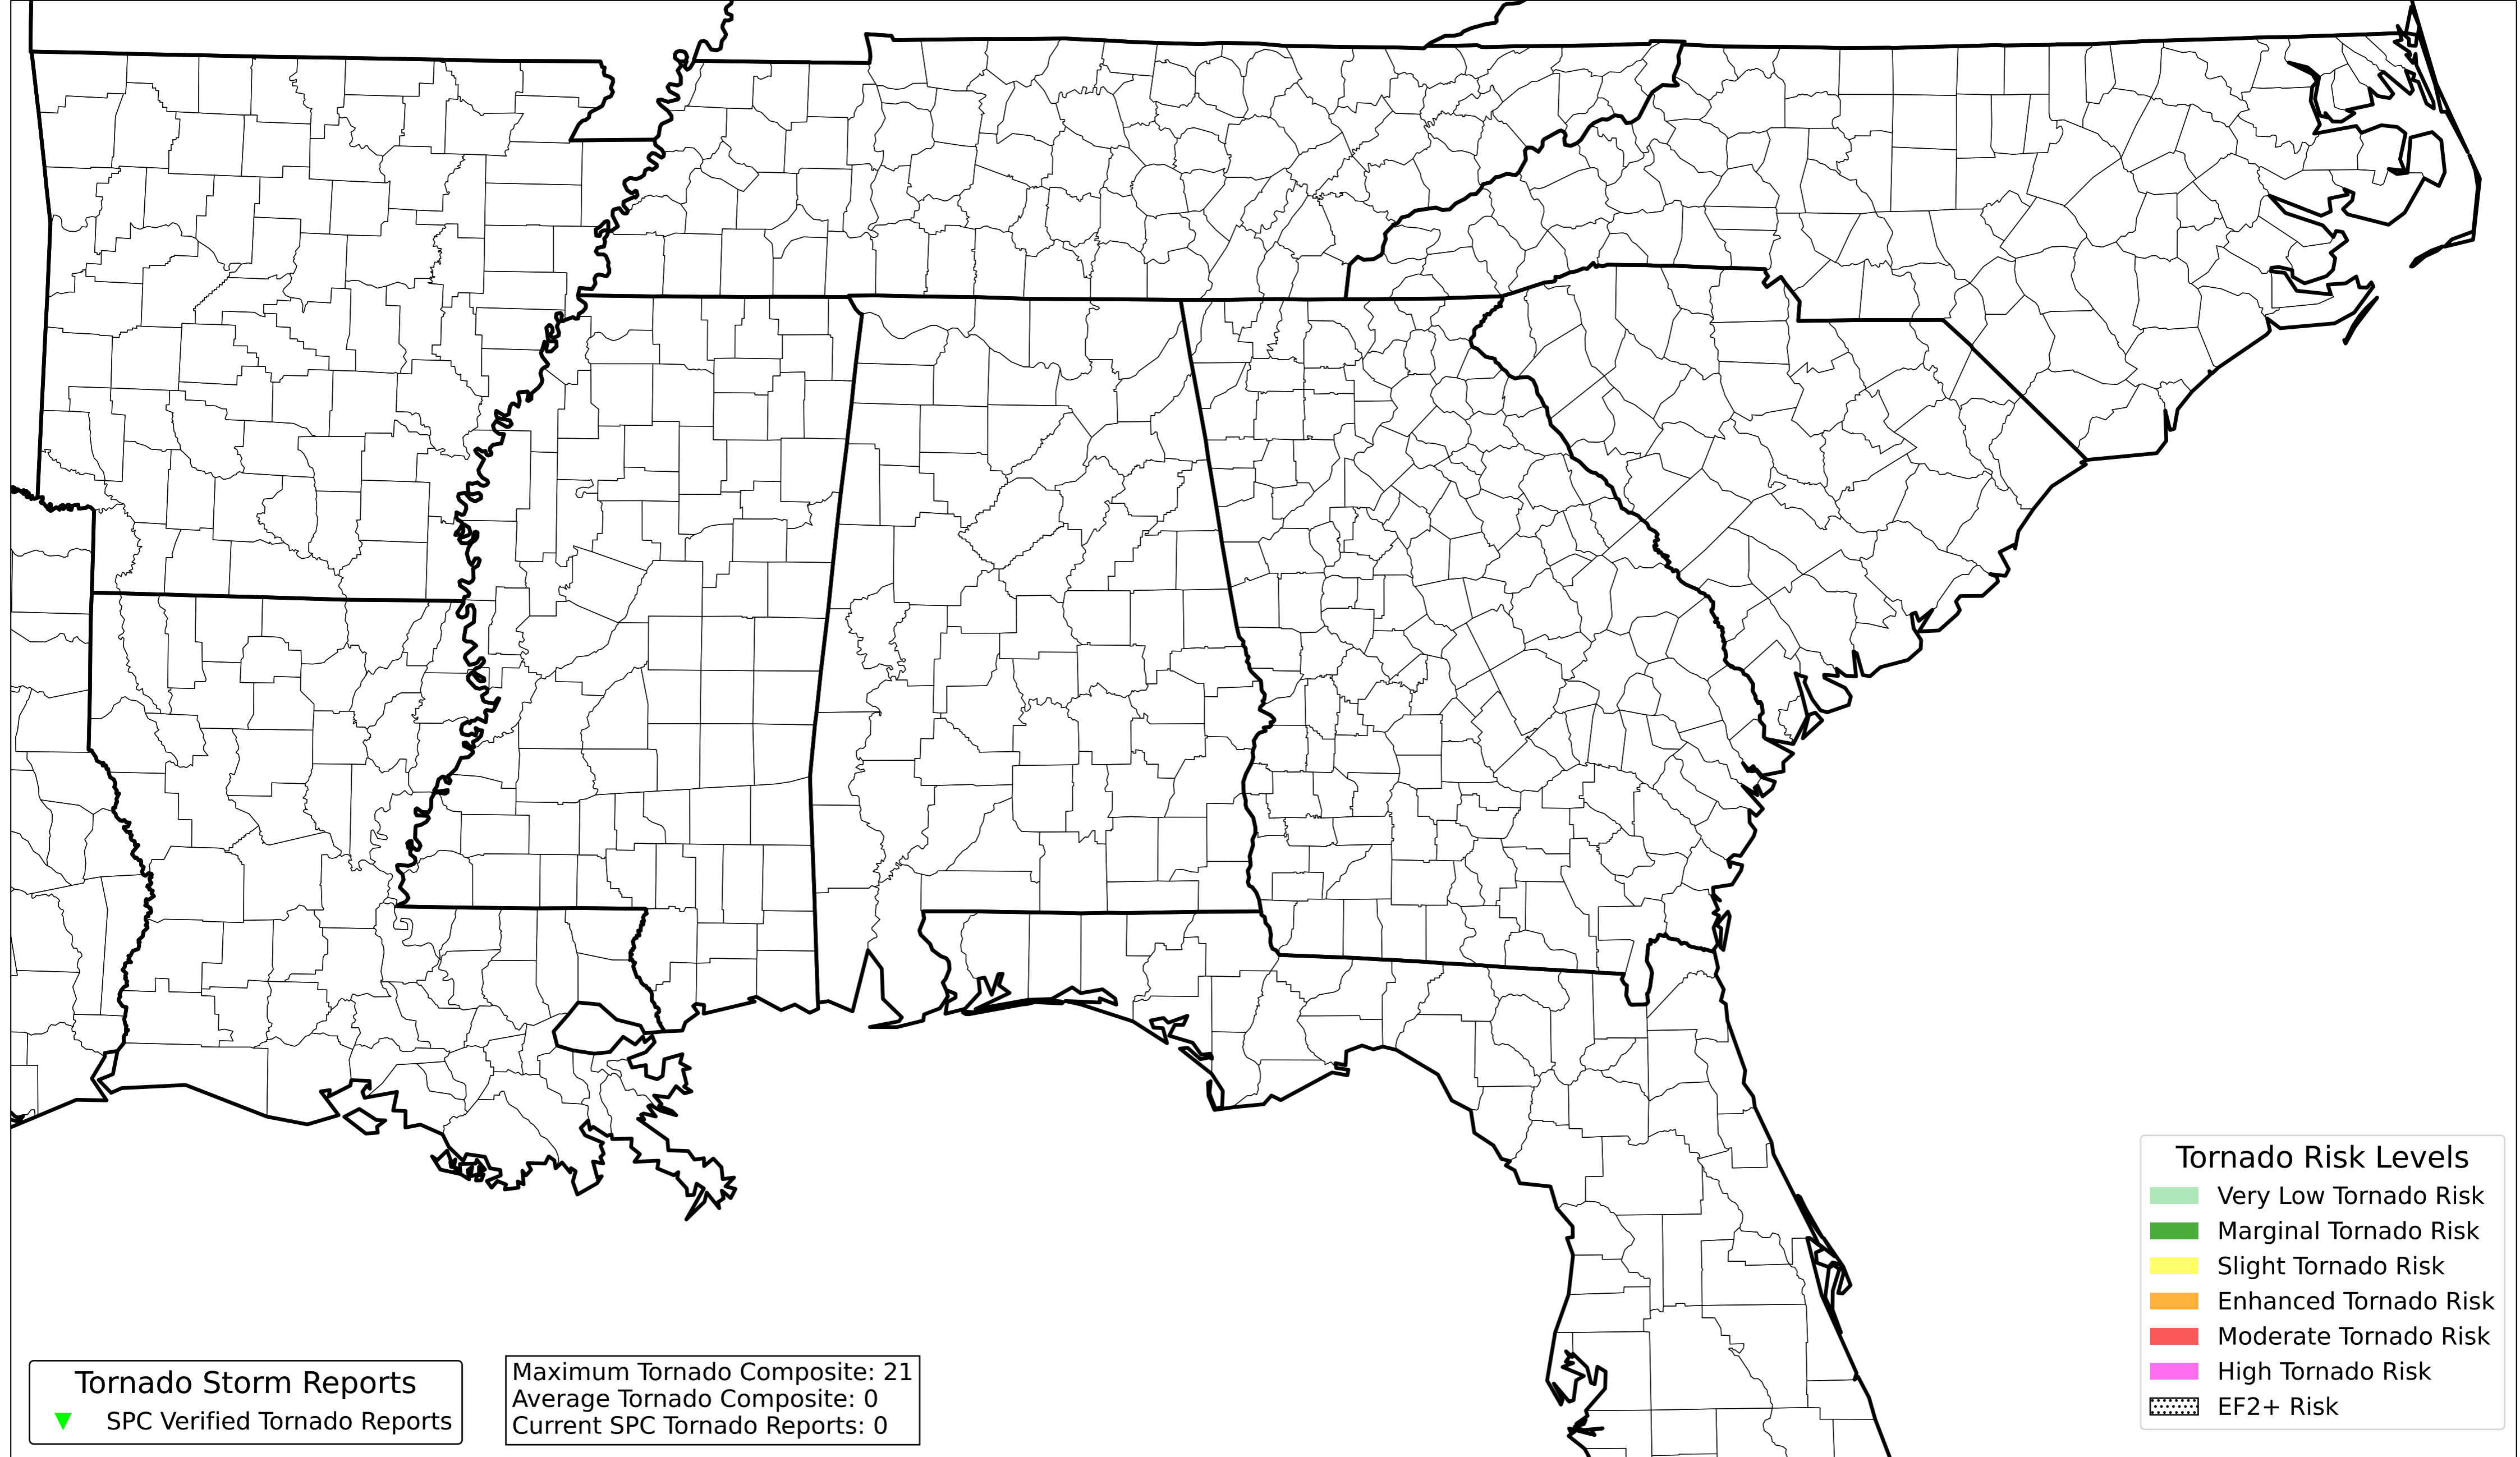 Tornado Risk Levels
Very Low Tornado Risk
Marginal Tornado Risk
Slight Tornado Risk
Enhanced Tornado Risk
Moderate Tornado Risk
High Tornado Risk
EF2+ Risk
Tornado Storm Reports
SPC Verified Tornado Reports
Maximum Tornado Composite: 21
Average Tornado Composite: 0
Current SPC Tornado Reports: 0